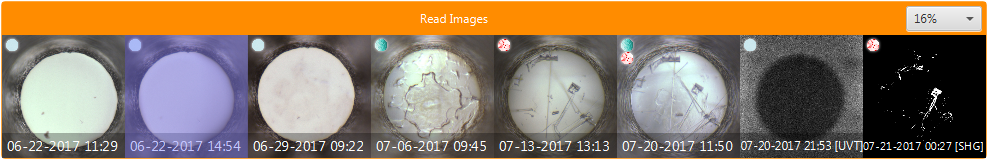 Read Images
16%
06-22-2017 11:29
06-22-2017 14:54
06-29-2017 09:22
07-06-2017 09:45
07-13-2017 13:13
07-20-2017 11:50
07-20-2017 21:53 [UVT]
07-21-2017 00:27 [SHG]